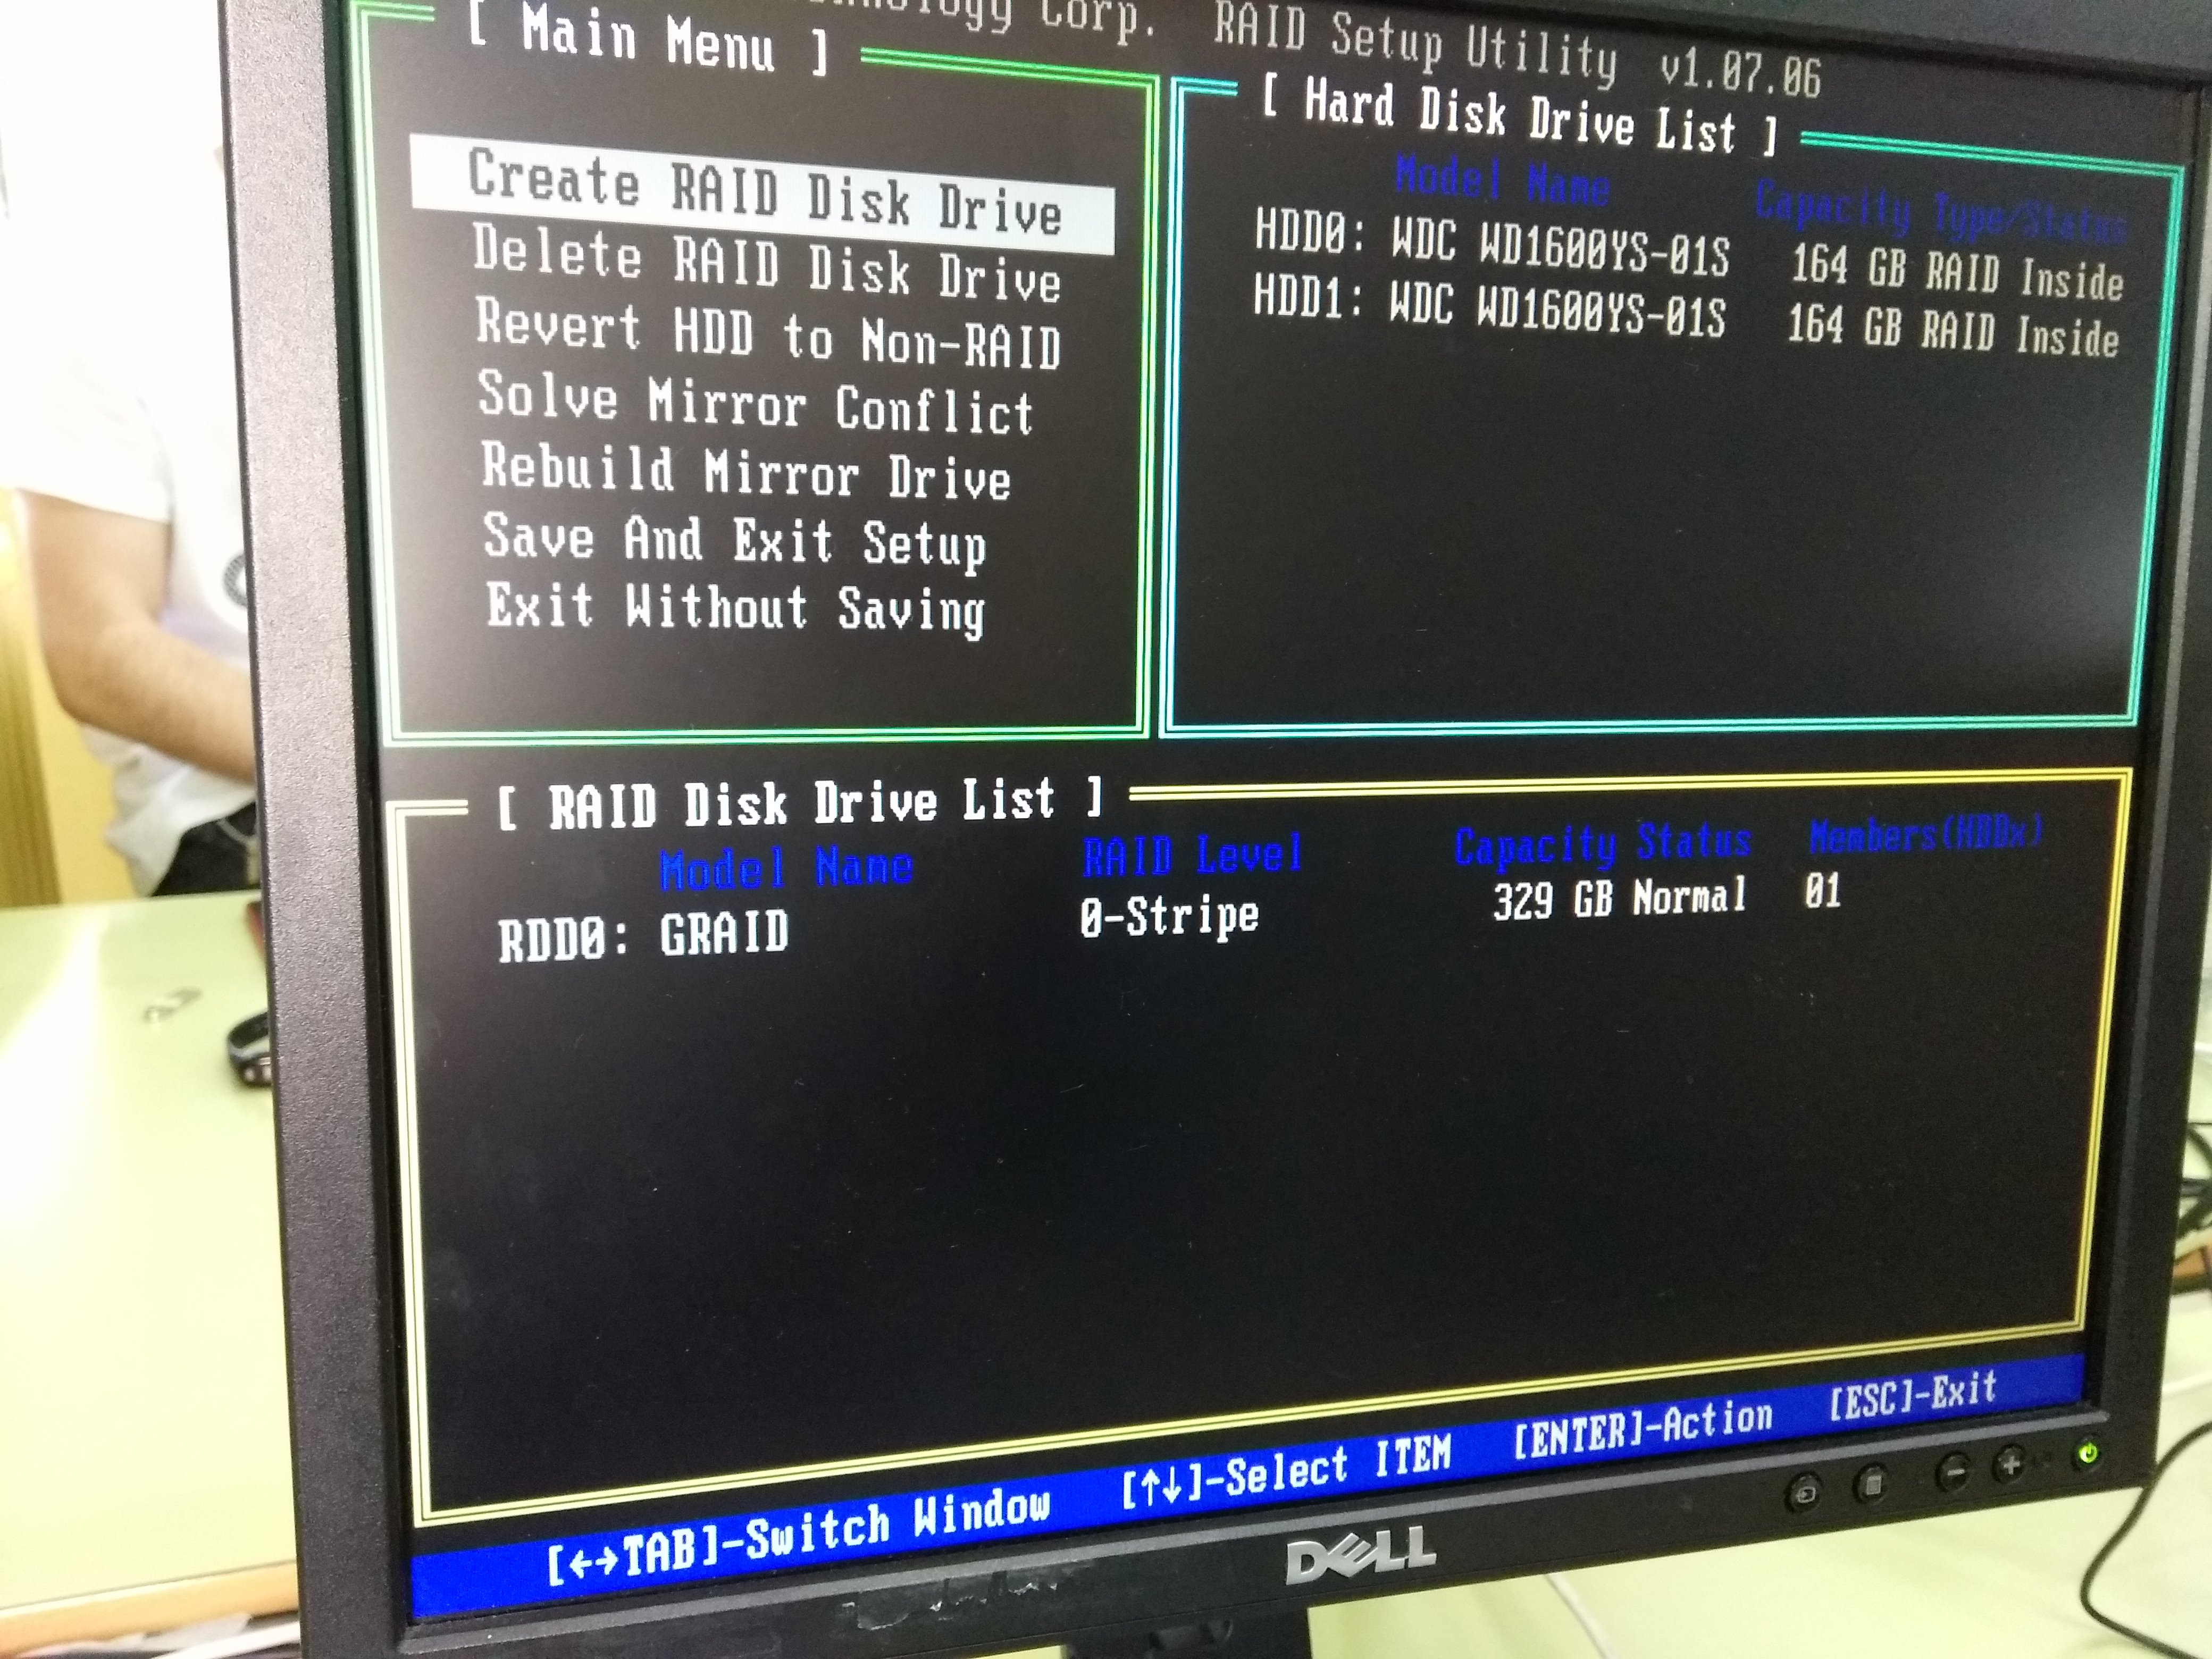 Corp. RAID Setup Utility v1.07.06
[ Main Menu ]
Create RAID Disk Drive
Delete RAID Disk Drive
Revert HDD to Non-RAID
Solve Mirror Conflict
Rebuild Mirror Drive
Save And Exit Setup
Exit Without Saving
[ Hard Disk Drive List ]
Model Name Capacity Type/Status
HDD0: WDC WD1600YS-01S 164 GB RAID Inside
HDD1: WDC WD1600YS-01S 164 GB RAID Inside
[ RAID Disk Drive List ]
Model Name RAID Level Capacity Status Members(HDDx)
RDD0: GRAID 0-Stripe 329 GB Normal 01
[←→TAB]-Switch Window [↑↓]-Select ITEM [ENTER]-Action [ESC]-Exit
DELL